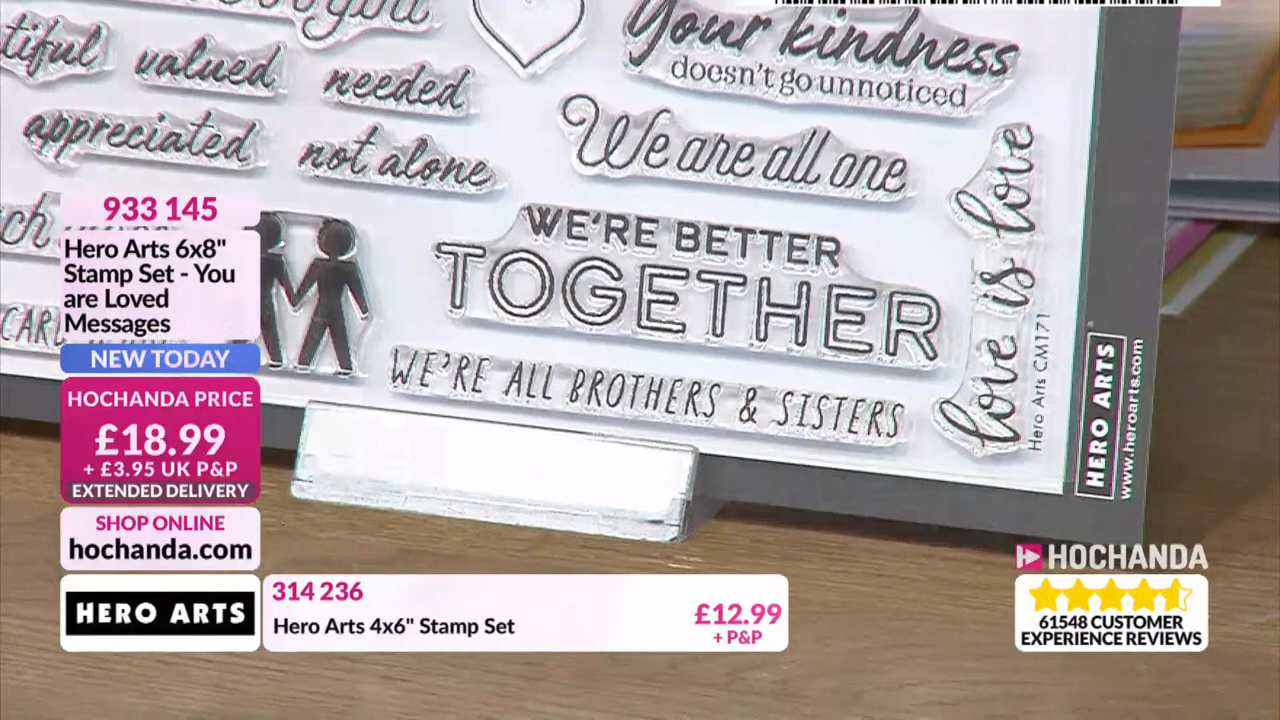 tiful valued needed
Your kindness
doesn't go unnoticed
appreciated not alone
We are all one
WE'RE BETTER
TOGETHER
WE'RE ALL BROTHERS & SISTERS
love is love
Hero Arts CM171
HERO ARTS
www.heroarts.com
933 145
Hero Arts 6x8"
Stamp Set - You
are Loved
Messages
NEW TODAY
HOCHANDA PRICE
£18.99
+ £3.95 UK P&P
EXTENDED DELIVERY
SHOP ONLINE
hochanda.com
HERO ARTS
314 236
Hero Arts 4x6" Stamp Set
£12.99
+ P&P
HOCHANDA
61548 CUSTOMER
EXPERIENCE REVIEWS